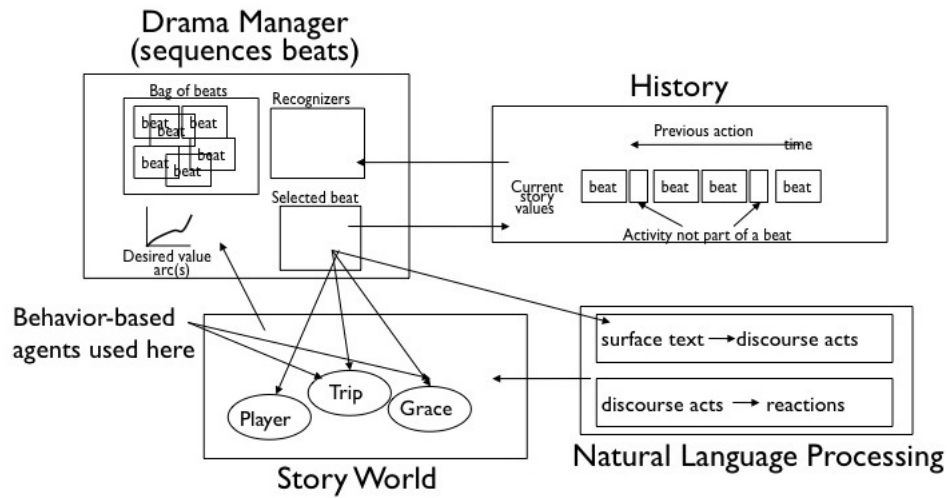 Drama Manager
(sequences beats)
Bag of beats
beat
beat
beat
beat
beat
beat
Recognizers
Selected beat
Desired value
arc(s)
History
Previous action
time
Current
story
values
beat
beat
beat
beat
Activity not part of a beat
Behavior-based
agents used here
Player
Trip
Grace
Story World
surface text
discourse acts
discourse acts
reactions
Natural Language Processing